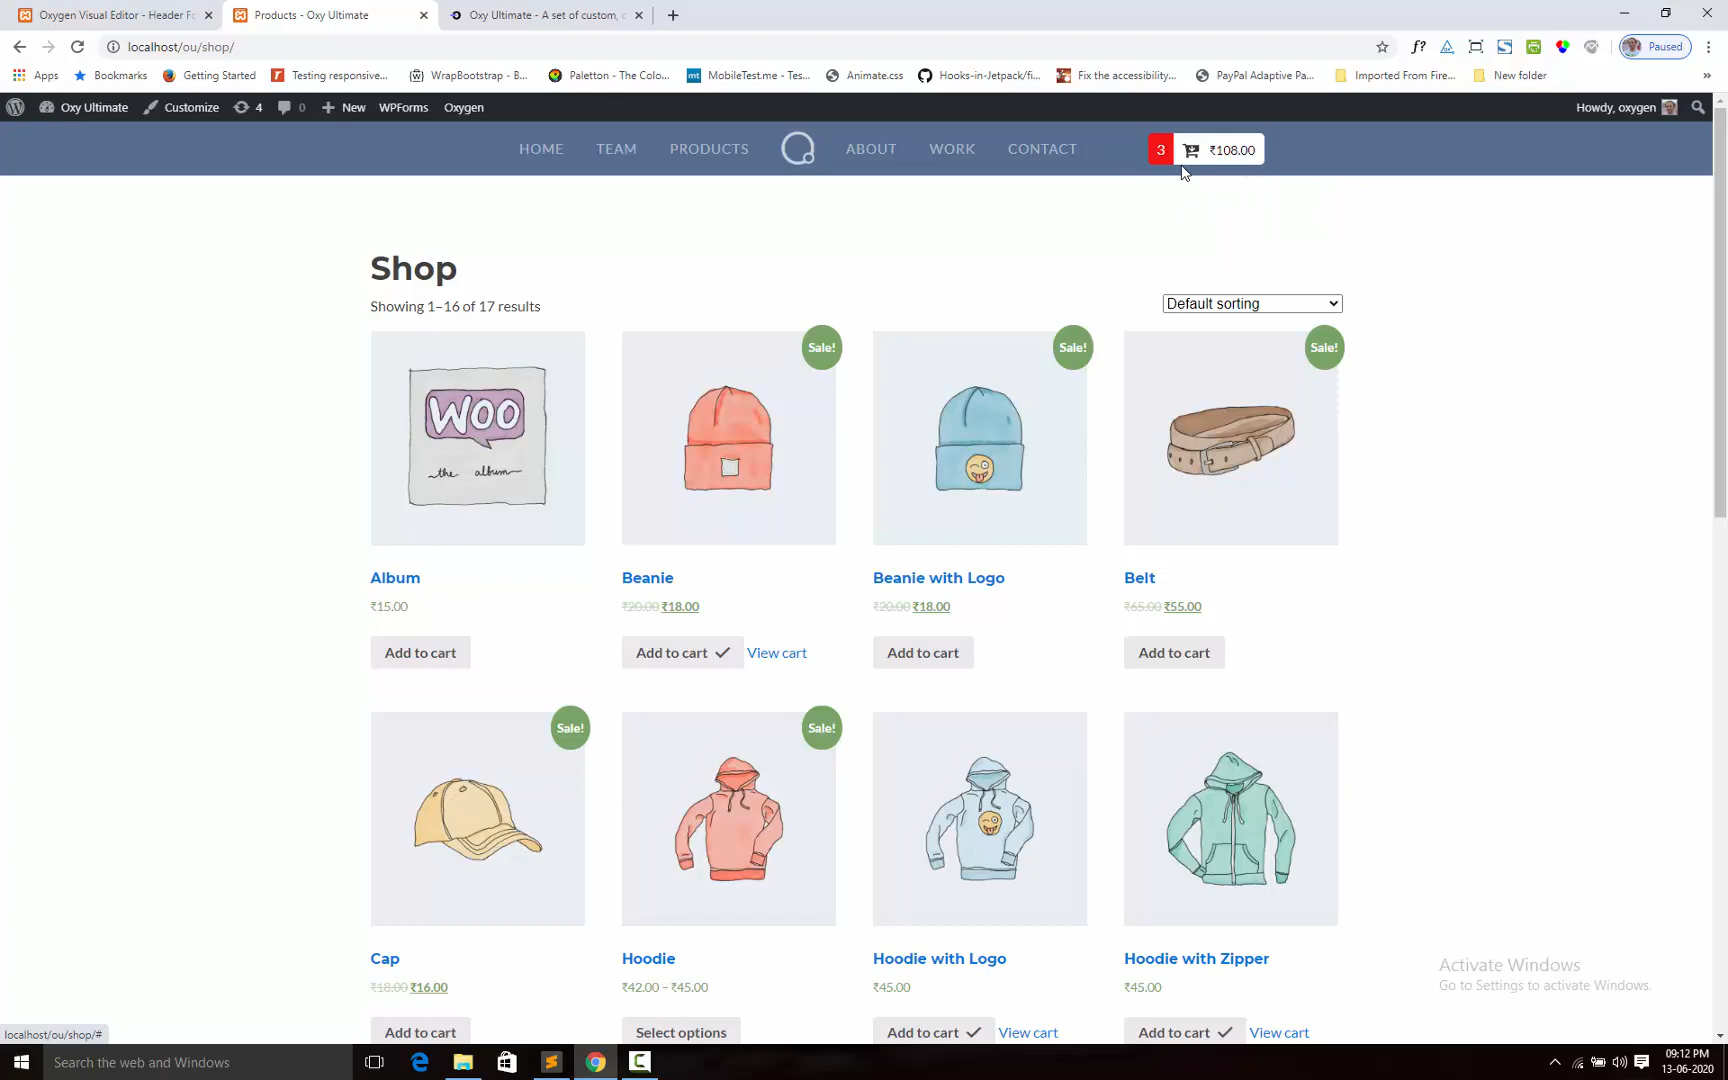 Oxygen Visual Editor - Header Fo
Products - Oxy Ultimate
Oxy Ultimate - A set of custom, c
localhost/ou/shop/
f?
Paused
Apps
Bookmarks
Getting Started
Testing responsive...
WrapBootstrap - B...
Paletton - The Colo...
mt
MobileTest.me - Tes...
Animate.css
Hooks-in-Jetpack/fi...
Fix the accessibility...
PayPal Adaptive Pa...
Imported From Fire...
New folder
Oxy Ultimate
Customize
4
0
New
WPForms
Oxygen
Howdy, oxygen
HOME
TEAM
PRODUCTS
ABOUT
WORK
CONTACT
3
₹108.00
Shop
Showing 1–16 of 17 results
Default sorting
WOO
the album
Sale!
Sale!
Sale!
Album
Beanie
Beanie with Logo
Belt
₹15.00
₹20.00 ₹18.00
₹20.00 ₹18.00
₹65.00 ₹55.00
Add to cart
Add to cart
View cart
Add to cart
Add to cart
Sale!
Sale!
Cap
Hoodie
Hoodie with Logo
Hoodie with Zipper
₹18.00 ₹16.00
₹42.00 – ₹45.00
₹45.00
₹45.00
Activate Windows
Go to Settings to activate Windows.
Add to cart
Select options
Add to cart
View cart
Add to cart
View cart
localhost/ou/shop/#
Search the web and Windows
09:12 PM
13-06-2020